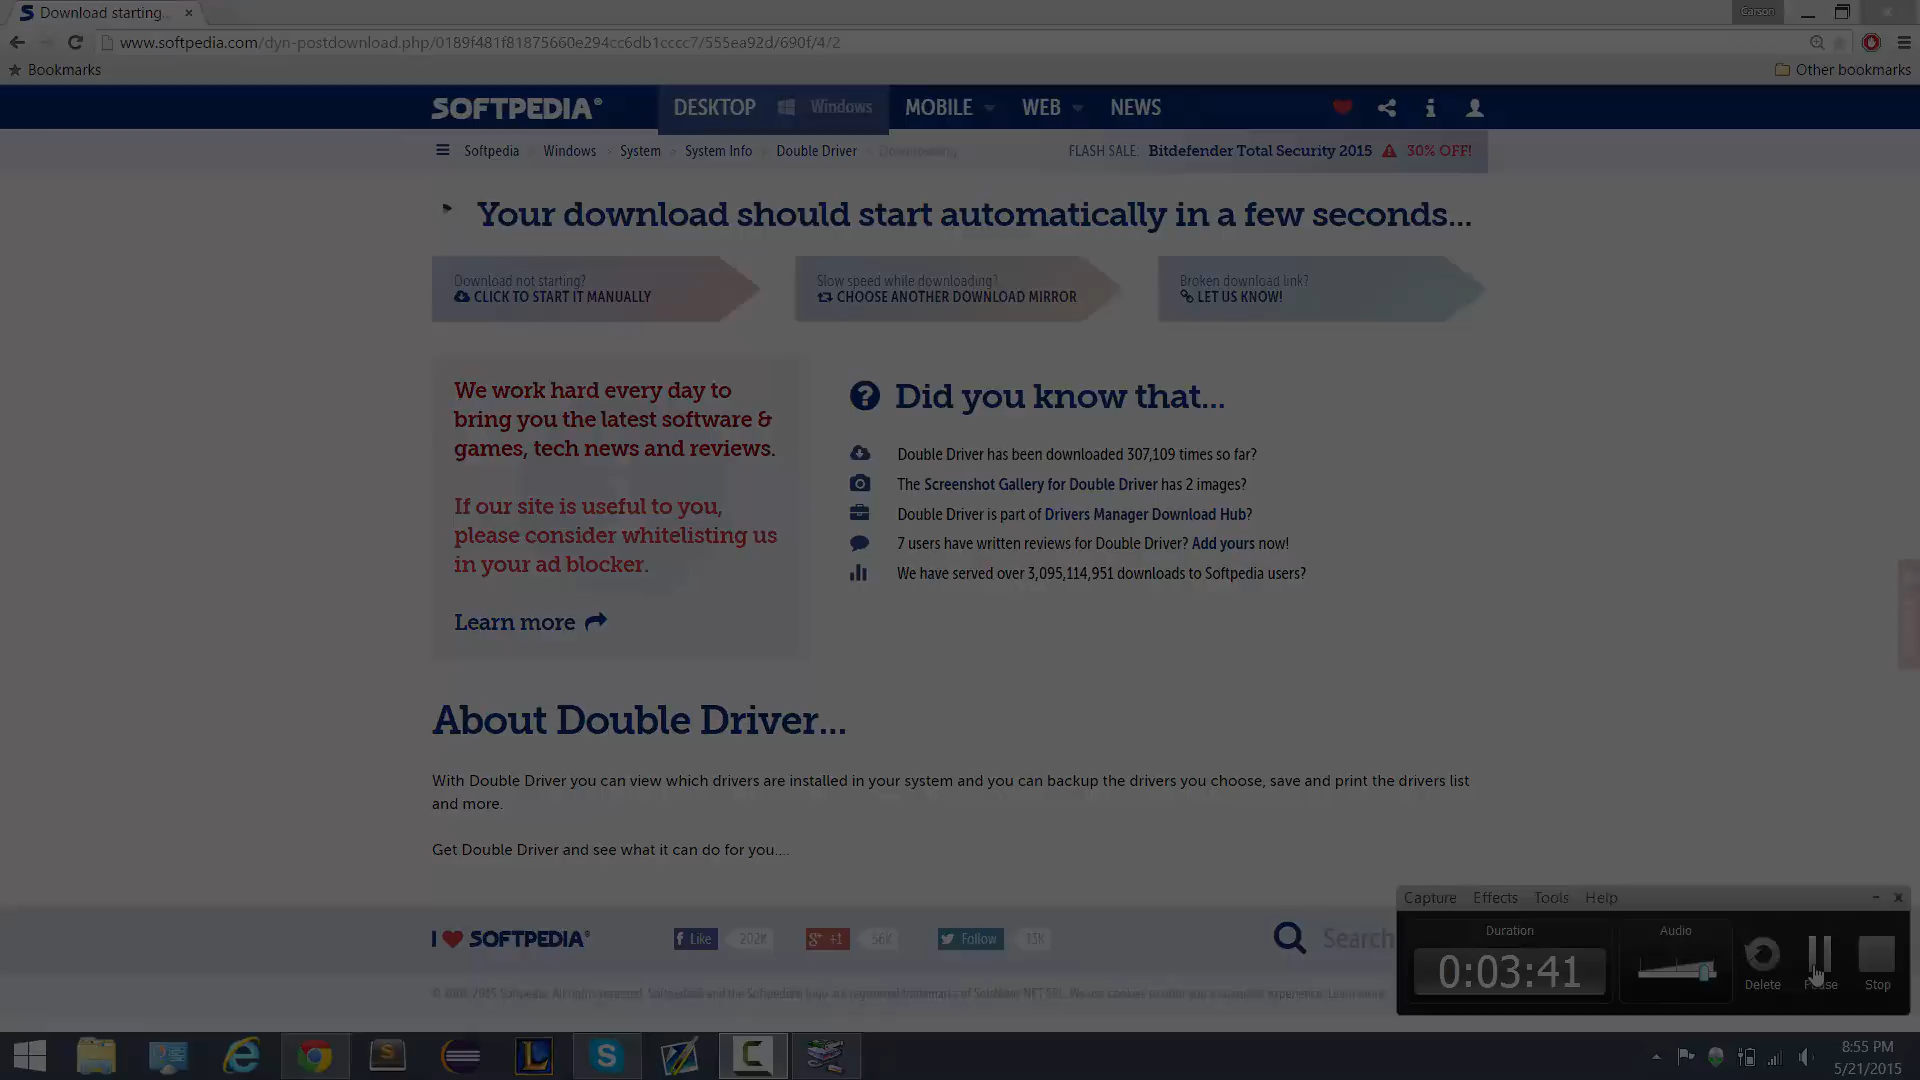 Download starting.
Carson
www.softpedia.com/dyn-postdownload.php/0189f481f81875660e294cc6db1cccc7/555ea92d/690f/4/2
Bookmarks
Other bookmarks
SOFTPEDIA®
DESKTOP
Windows
MOBILE
WEB
NEWS
Softpedia
Windows
System
System Info
Double Driver
Downloading
FLASH SALE: Bitdefender Total Security 2015 30% OFF!
Your download should start automatically in a few seconds...
Download not starting?
CLICK TO START IT MANUALLY
Slow speed while downloading?
CHOOSE ANOTHER DOWNLOAD MIRROR
Broken download link?
LET US KNOW!
We work hard every day to
bring you the latest software &
games, tech news and reviews.
If our site is useful to you,
please consider whitelisting us
in your ad blocker.
Learn more
Did you know that...
Double Driver has been downloaded 307,109 times so far?
The Screenshot Gallery for Double Driver has 2 images?
Double Driver is part of Drivers Manager Download Hub?
7 users have written reviews for Double Driver? Add yours now!
We have served over 3,095,114,951 downloads to Softpedia users?
About Double Driver...
With Double Driver you can view which drivers are installed in your system and you can backup the drivers you choose, save and print the drivers list
and more.
Get Double Driver and see what it can do for you....
I SOFTPEDIA®
Like
202K
+1
56K
Follow
13K
Search
Capture
Effects
Tools
Help
Duration
0:03:41
Audio
Delete
Pause
Stop
8:55 PM
5/21/2015